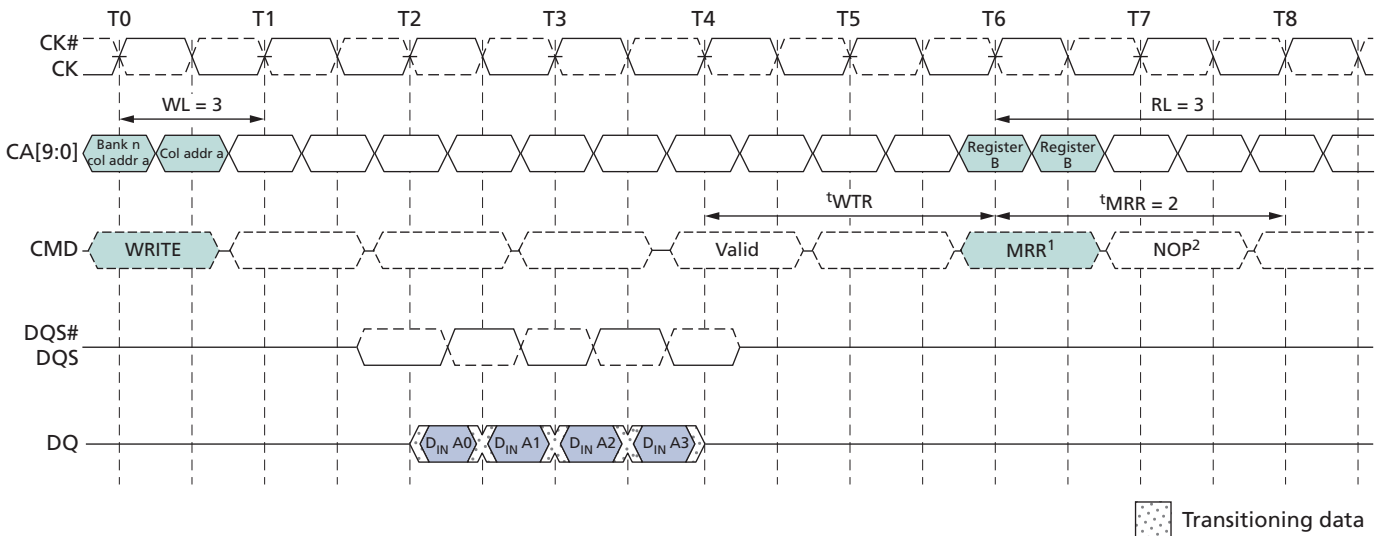 T0 T1 T2 T3 T4 T5 T6 T7 T8
CK#
CK
WL = 3 RL = 3
CA[9:0] Bank n col addr a Col addr a Register B Register B
tWTR tMRR = 2
CMD WRITE Valid MRR1 NOP2
DQS#
DQS
DQ DIN A0 DIN A1 DIN A2 DIN A3
Transitioning data